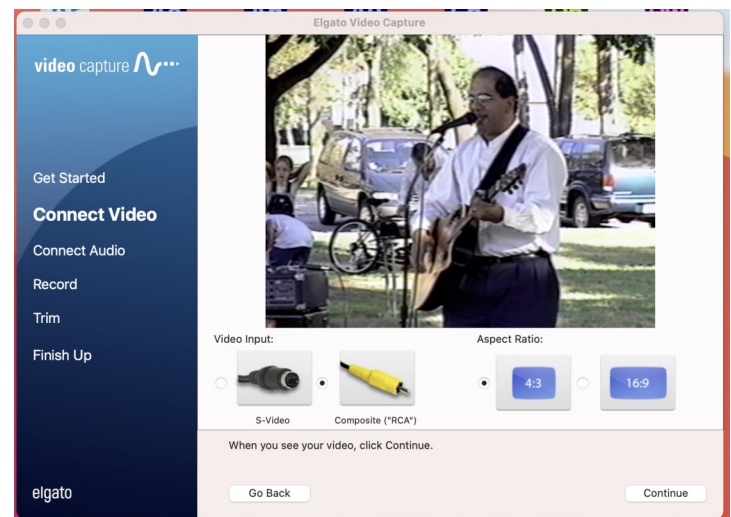 Elgato Video Capture
video capture
Get Started
Connect Video
Connect Audio
Record
Trim
Finish Up
elgato
Video Input:
S-Video
Composite ("RCA")
Aspect Ratio:
4:3
16:9
When you see your video, click Continue.
Go Back
Continue